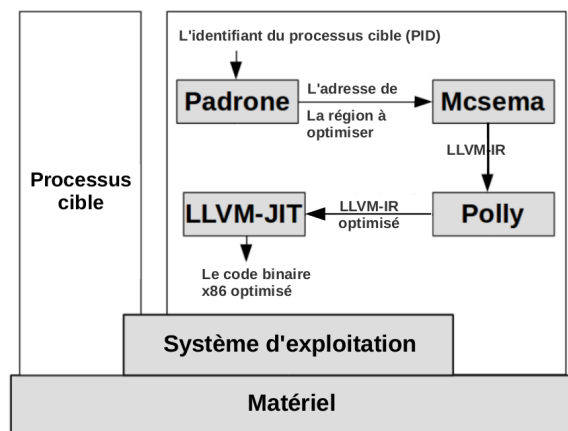 L'identifiant du processus cible (PID)
Padrone
L'adresse de
La région à
optimiser
Mcsema
LLVM-IR
Processus
cible
LLVM-JIT
LLVM-IR
optimisé
Polly
Le code binaire
x86 optimisé
Système d'exploitation
Matériel